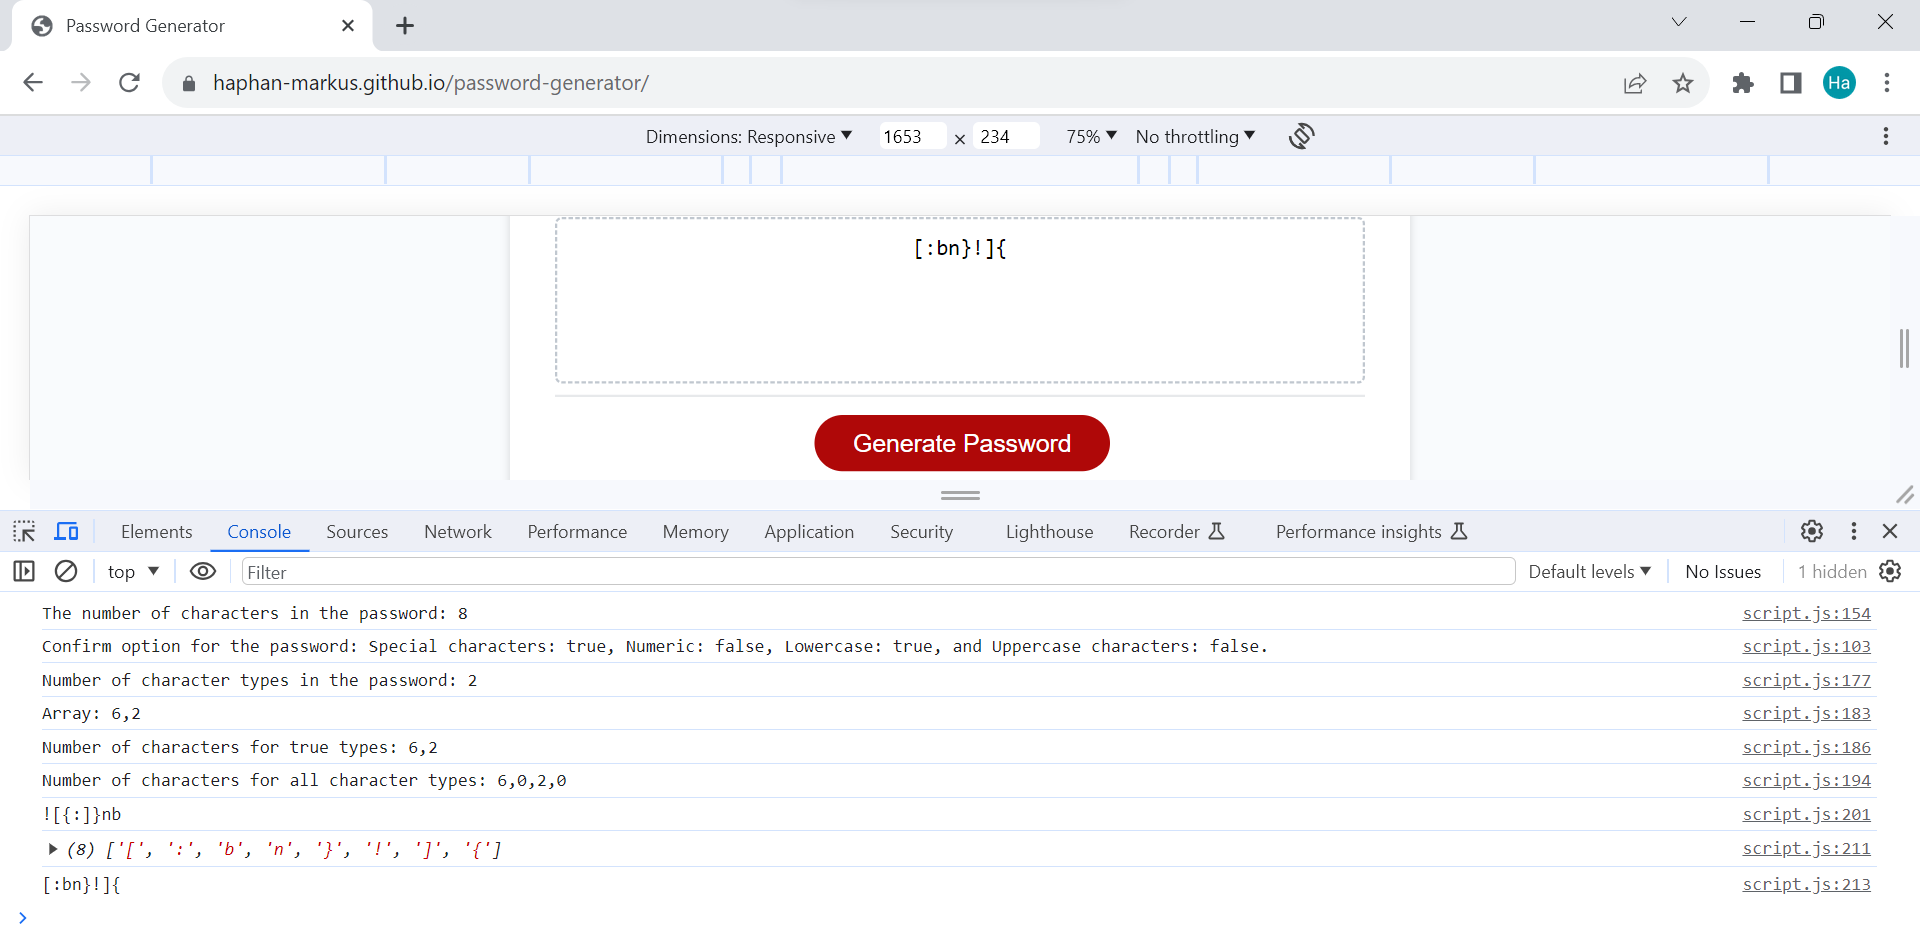 Password Generator
haphan-markus.github.io/password-generator/
Ha
Dimensions: Responsive 1653 × 234 75% No throttling
[:bn}!]{
Generate Password
Elements Console Sources Network Performance Memory Application Security Lighthouse Recorder Performance insights
top Filter Default levels No Issues 1 hidden
The number of characters in the password: 8 script.js:154
Confirm option for the password: Special characters: true, Numeric: false, Lowercase: true, and Uppercase characters: false. script.js:103
Number of character types in the password: 2 script.js:177
Array: 6,2 script.js:183
Number of characters for true types: 6,2 script.js:186
Number of characters for all character types: 6,0,2,0 script.js:194
![{:]}nb script.js:201
(8) ['[', ':', 'b', 'n', '}', '!', ']', '{'] script.js:211
[:bn}!]{ script.js:213